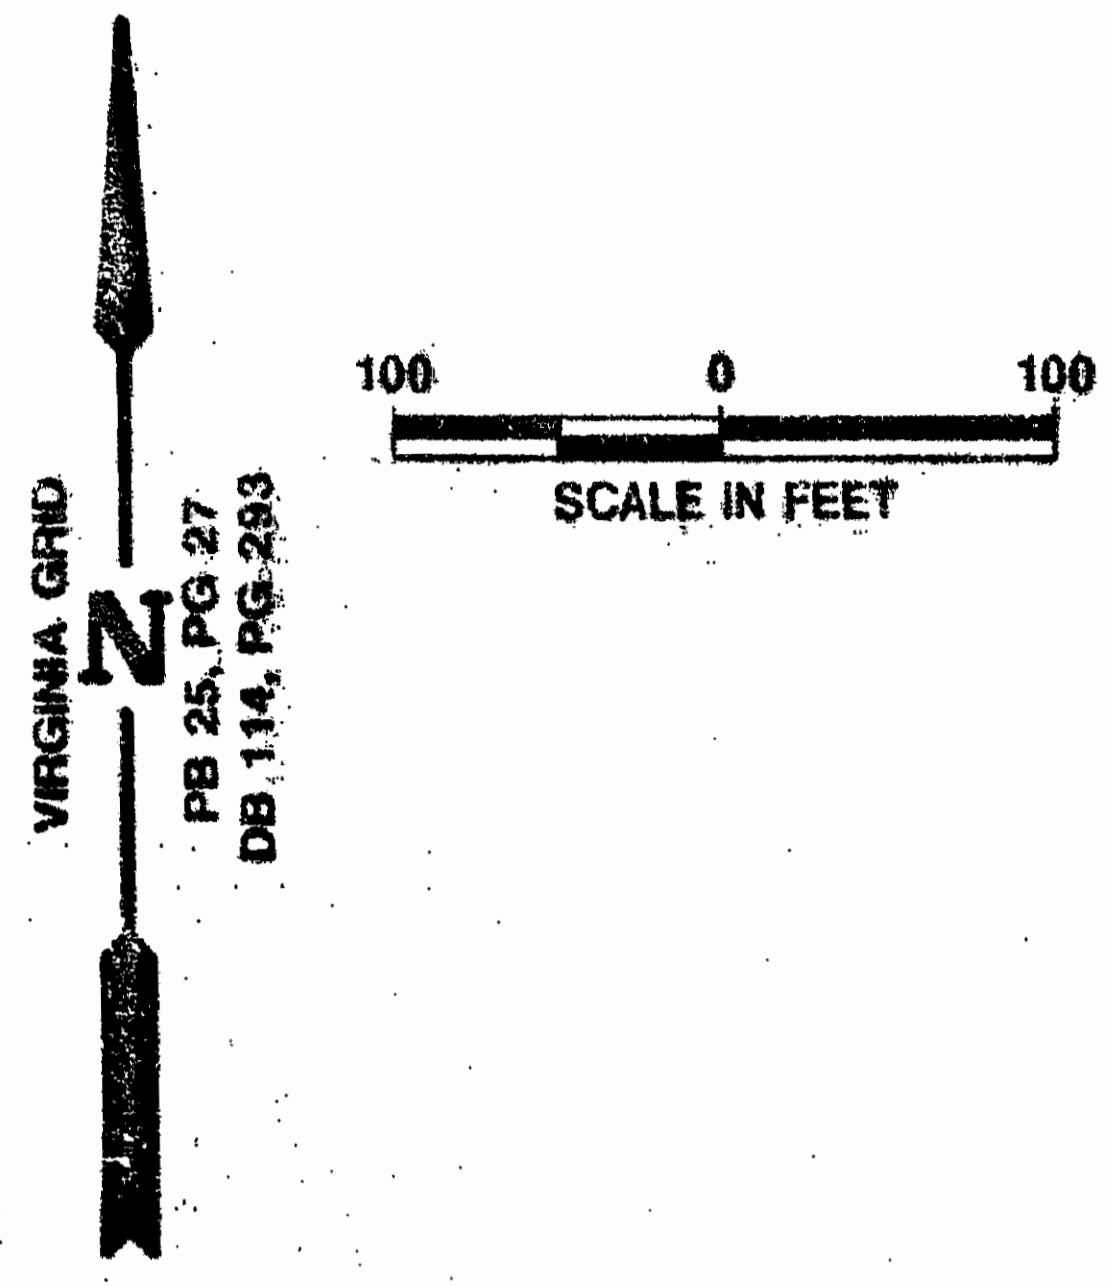 100 0 100
SCALE IN FEET
VIRGINIA GRID
N
PB 25, PG 27
DB 114, PG 293